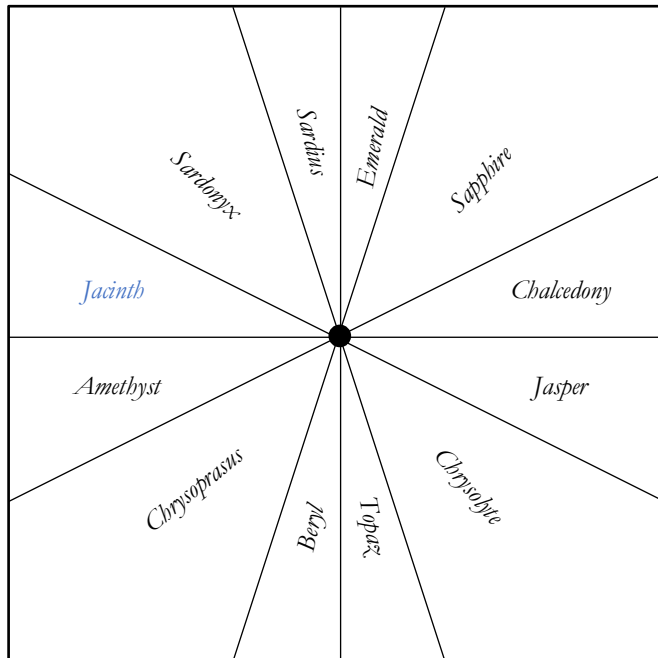 Sardius
Emerald
Sardonyx
Sapphire
Jacinth
Chalcedony
Amethyst
Jasper
Chrysoprasus
Chrysolyte
Beryl
Topaz